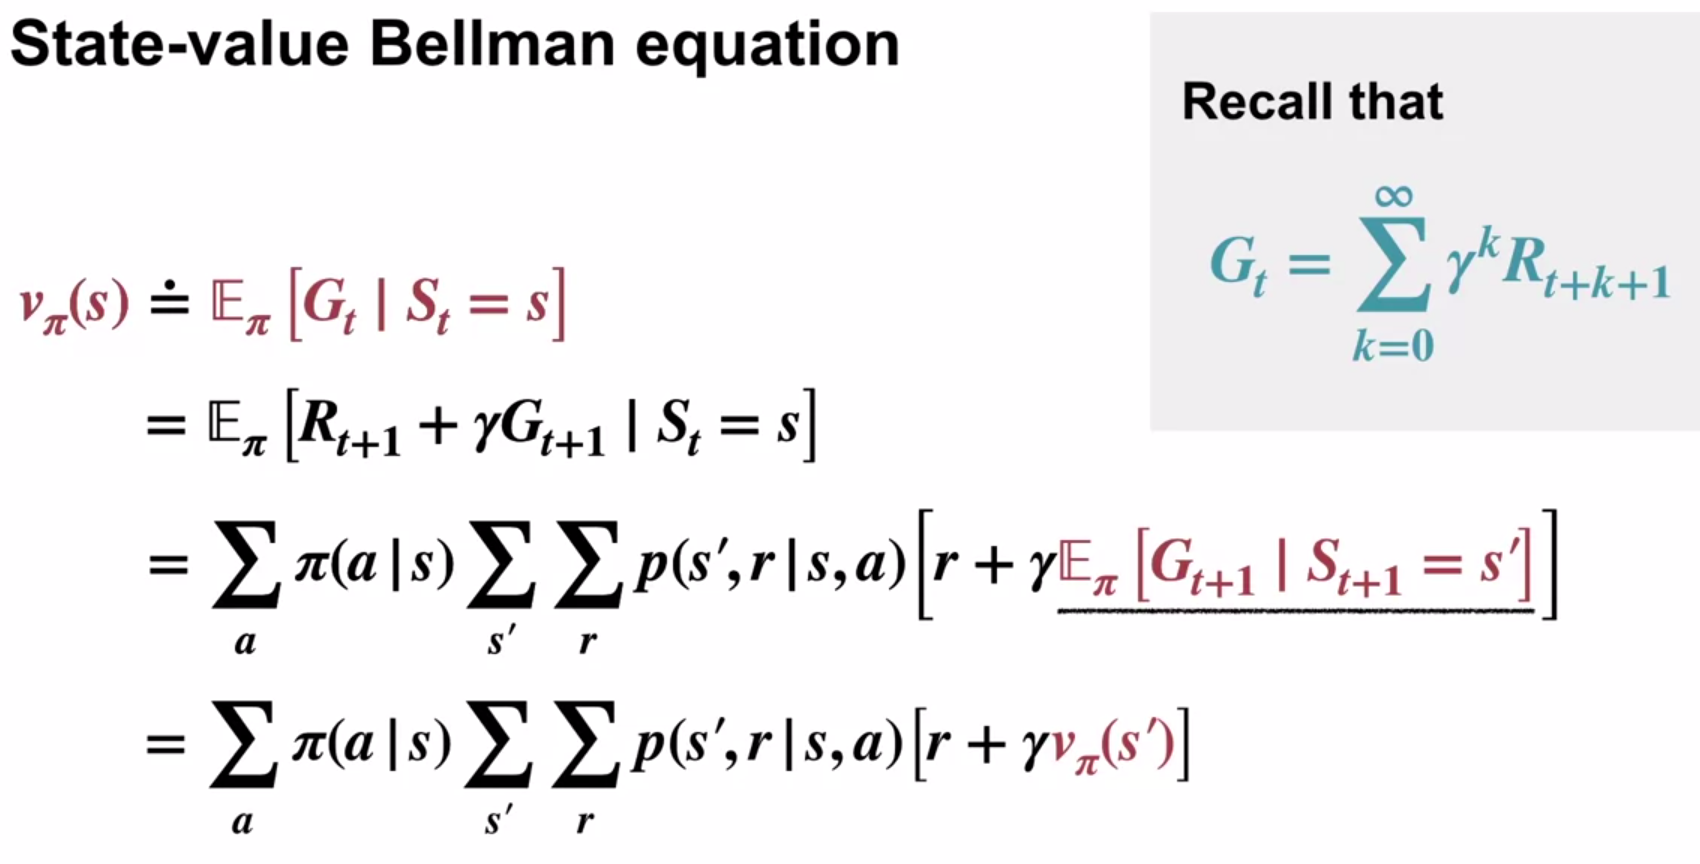 State-value Bellman equation
Recall that
G_t = ∑_{k=0}^{∞} γ^k R_{t+k+1}
v_π(s) ≐ 𝔼_π [G_t | S_t = s]
= 𝔼_π [R_{t+1} + γG_{t+1} | S_t = s]
= ∑_a π(a|s) ∑_{s′} ∑_r p(s′, r|s, a) [r + γ𝔼_π [G_{t+1} | S_{t+1} = s′]]
= ∑_a π(a|s) ∑_{s′} ∑_r p(s′, r|s, a) [r + γv_π(s′)]